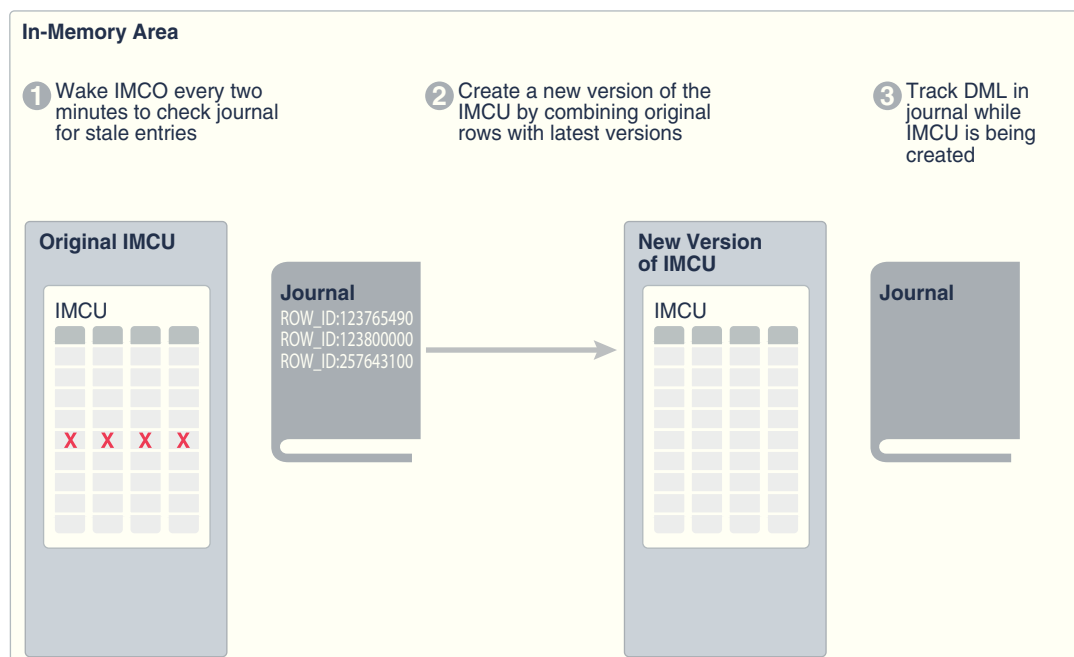 In-Memory Area
1 Wake IMCO every two
minutes to check journal
for stale entries
2 Create a new version of the
IMCU by combining original
rows with latest versions
3 Track DML in
journal while
IMCU is being
created
Original IMCU
IMCU
X X X X
Journal
ROW_ID:123765490
ROW_ID:123800000
ROW_ID:257643100
New Version
of IMCU
IMCU
Journal